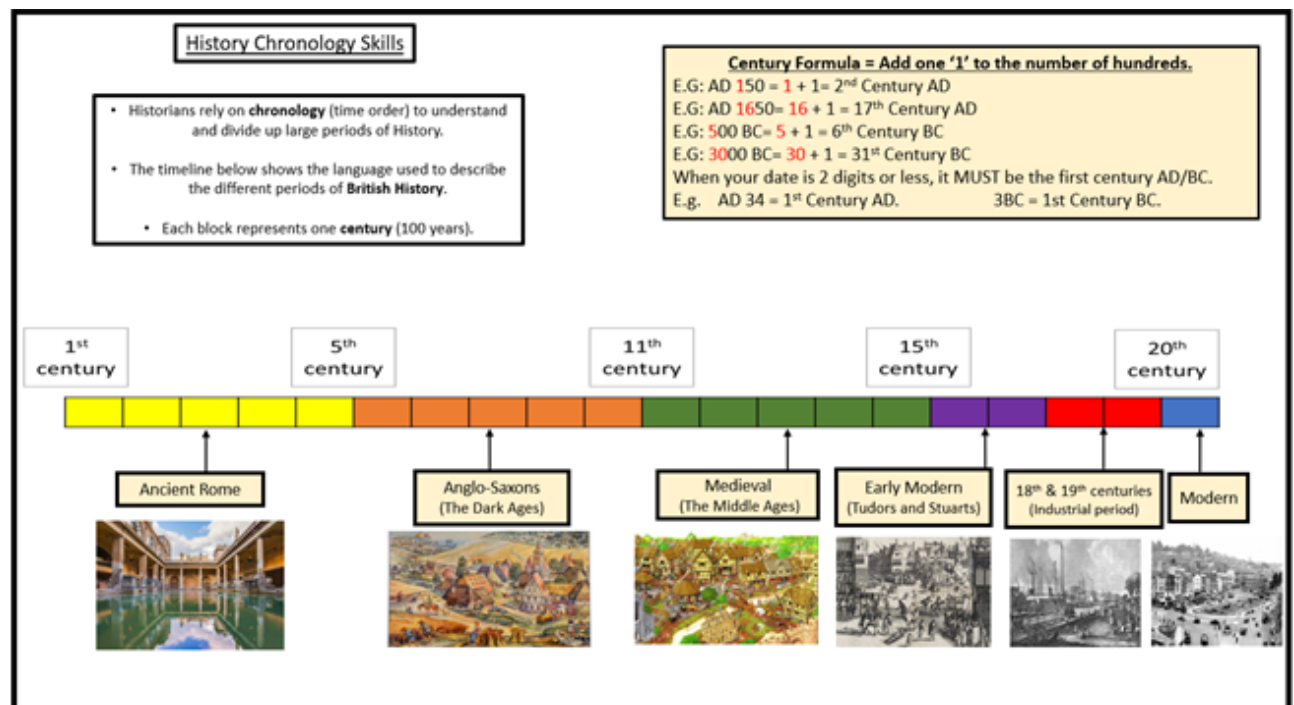 History Chronology Skills
• Historians rely on chronology (time order) to understand
and divide up large periods of History.
• The timeline below shows the language used to describe
the different periods of British History.
• Each block represents one century (100 years).
Century Formula = Add one ‘1’ to the number of hundreds.
E.G: AD 150 = 1 + 1= 2nd Century AD
E.G: AD 1650= 16 + 1 = 17th Century AD
E.G: 500 BC= 5 + 1 = 6th Century BC
E.G: 3000 BC= 30 + 1 = 31st Century BC
When your date is 2 digits or less, it MUST be the first century AD/BC.
E.g. AD 34 = 1st Century AD. 3BC = 1st Century BC.
1st
century
5th
century
11th
century
15th
century
20th
century
Ancient Rome
Anglo-Saxons
(The Dark Ages)
Medieval
(The Middle Ages)
Early Modern
(Tudors and Stuarts)
18th & 19th centuries
(Industrial period)
Modern